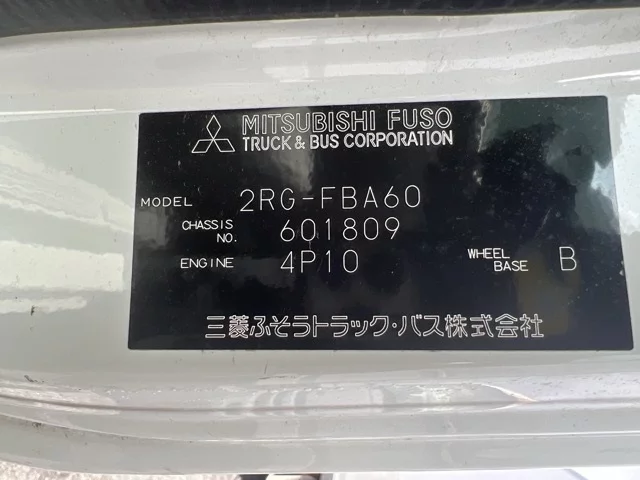 MITSUBISHI FUSO
TRUCK & BUS CORPORATION
MODEL 2RG-FBA60
CHASSIS NO. 601809
ENGINE 4P10 WHEEL BASE B
三菱ふそうトラック・バス株式会社